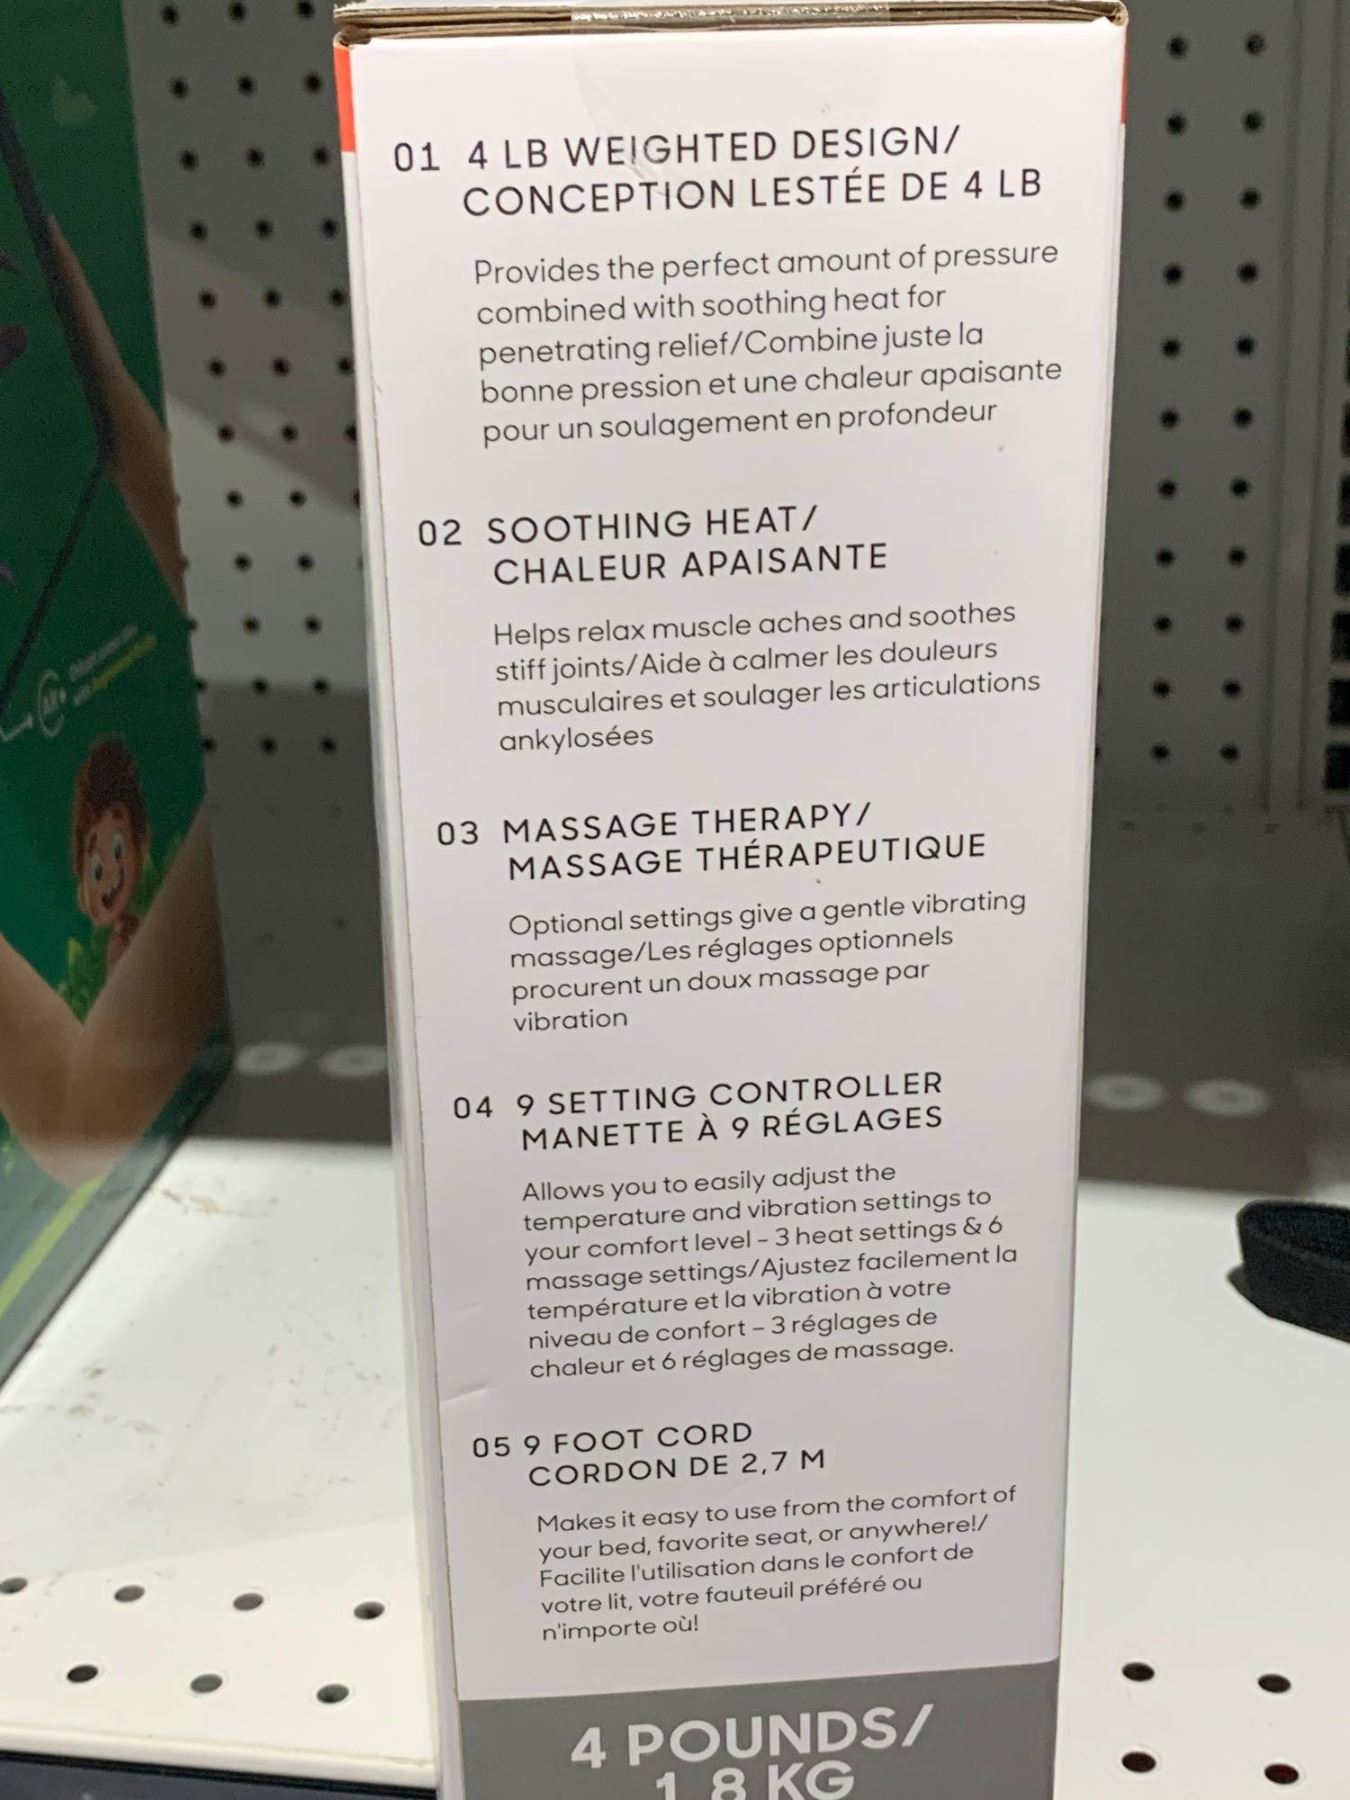 01 4 LB WEIGHTED DESIGN/
CONCEPTION LESTÉE DE 4 LB
Provides the perfect amount of pressure
combined with soothing heat for
penetrating relief/Combine juste la
bonne pression et une chaleur apaisante
pour un soulagement en profondeur
02 SOOTHING HEAT/
CHALEUR APAISANTE
Helps relax muscle aches and soothes
stiff joints/Aide à calmer les douleurs
musculaires et soulager les articulations
ankylosées
03 MASSAGE THERAPY/
MASSAGE THÉRAPEUTIQUE
Optional settings give a gentle vibrating
massage/Les réglages optionnels
procurent un doux massage par
vibration
04 9 SETTING CONTROLLER
MANETTE À 9 RÉGLAGES
Allows you to easily adjust the
temperature and vibration settings to
your comfort level - 3 heat settings & 6
massage settings/Ajustez facilement la
température et la vibration à votre
niveau de confort - 3 réglages de
chaleur et 6 réglages de massage.
05 9 FOOT CORD
CORDON DE 2,7 M
Makes it easy to use from the comfort of
your bed, favorite seat, or anywhere!/
Facilite l'utilisation dans le confort de
votre lit, votre fauteuil préféré ou
n'importe où!
4 POUNDS/
1,8 KG